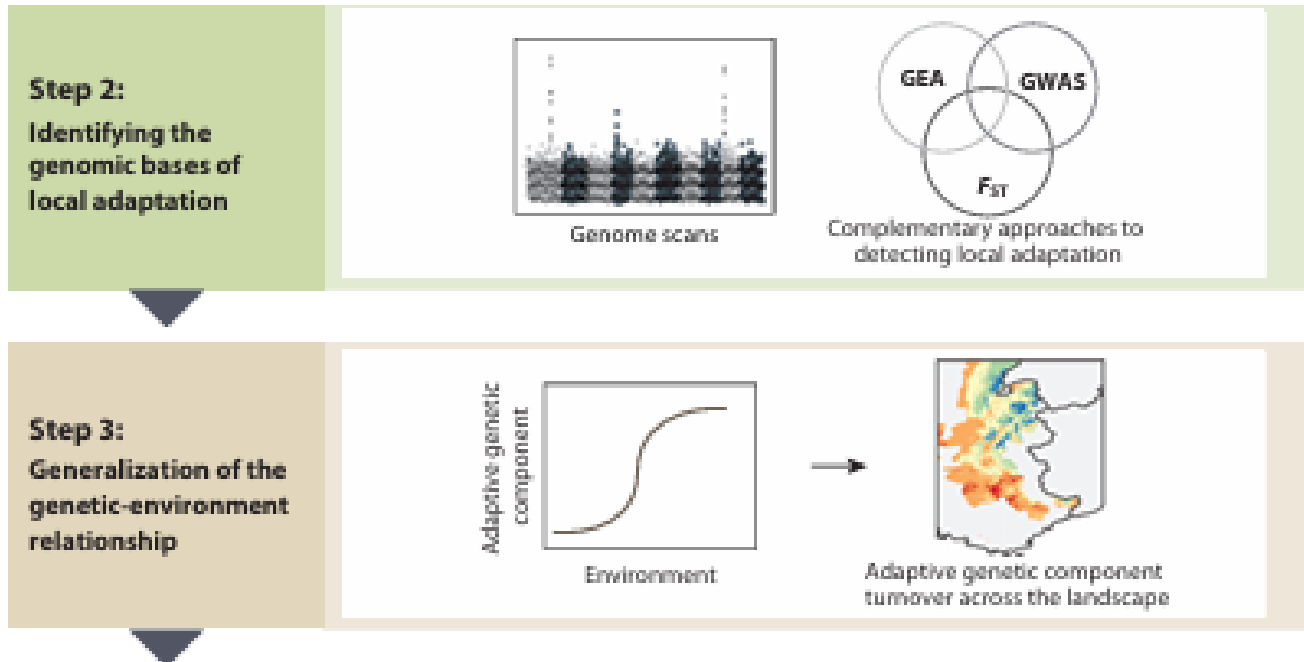 Step 2:
Identifying the
genomic bases of
local adaptation
Genome scans
GEA
GWAS
FST
Complementary approaches to
detecting local adaptation
Step 3:
Generalization of the
genetic-environment
relationship
Adaptive genetic
component
Environment
Adaptive genetic component
turnover across the landscape